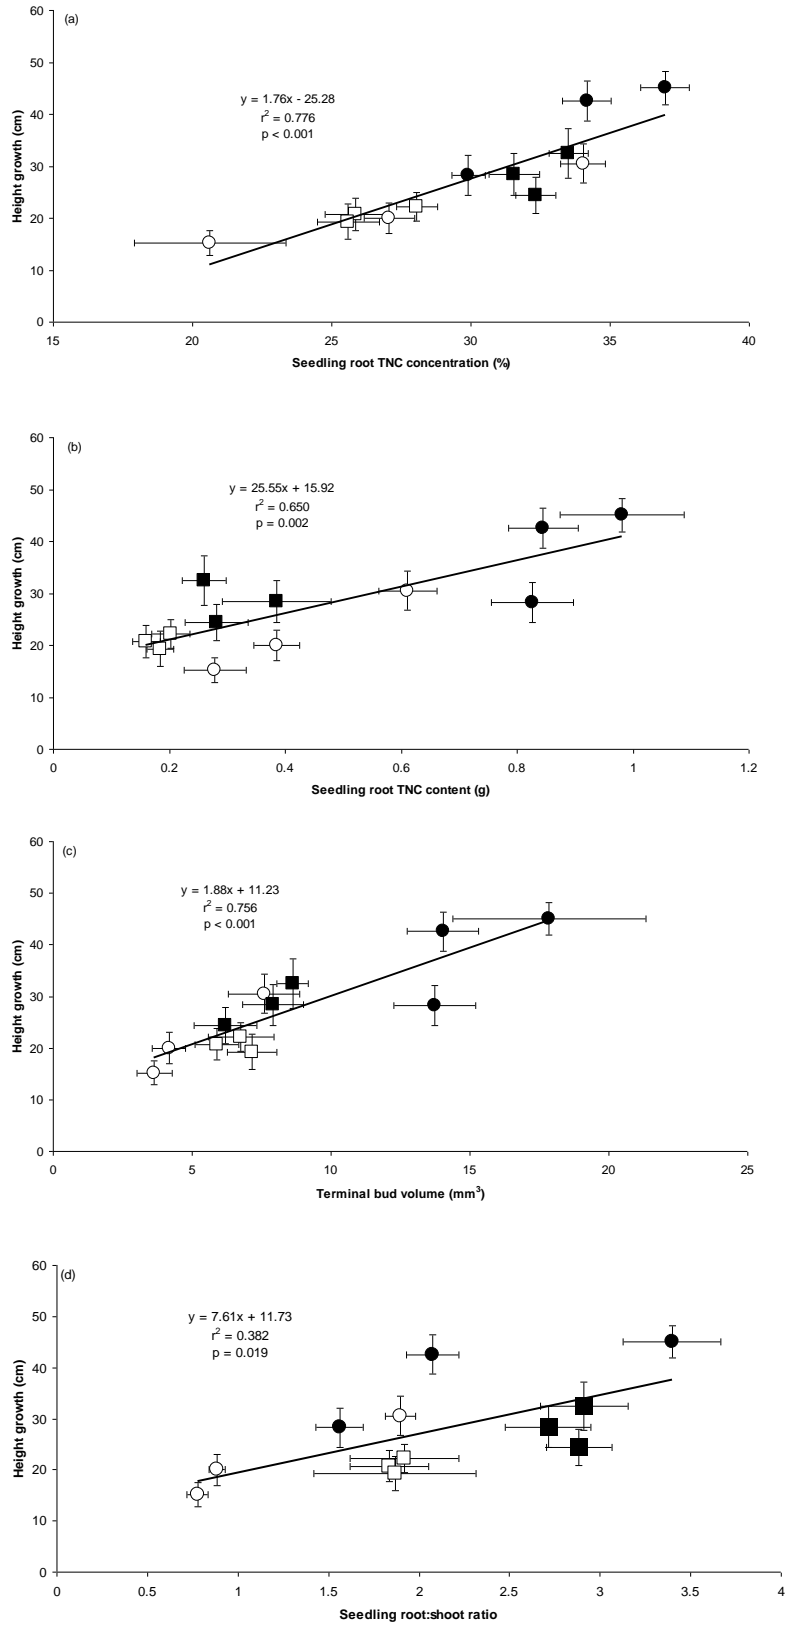 (a)
60
50
40
30
20
10
0
y = 1.76x - 25.28
r² = 0.776
p < 0.001
Height growth (cm)
15 20 25 30 35 40
Seedling root TNC concentration (%)
(b)
60
50
40
30
20
10
0
y = 25.55x + 15.92
r² = 0.650
p = 0.002
Height growth (cm)
0 0.2 0.4 0.6 0.8 1 1.2
Seedling root TNC content (g)
(c)
60
50
40
30
20
10
0
y = 1.88x + 11.23
r² = 0.756
p < 0.001
Height growth (cm)
0 5 10 15 20 25
Terminal bud volume (mm³)
(d)
60
50
40
30
20
10
0
y = 7.61x + 11.73
r² = 0.382
p = 0.019
Height growth (cm)
0 0.5 1 1.5 2 2.5 3 3.5 4
Seedling root:shoot ratio